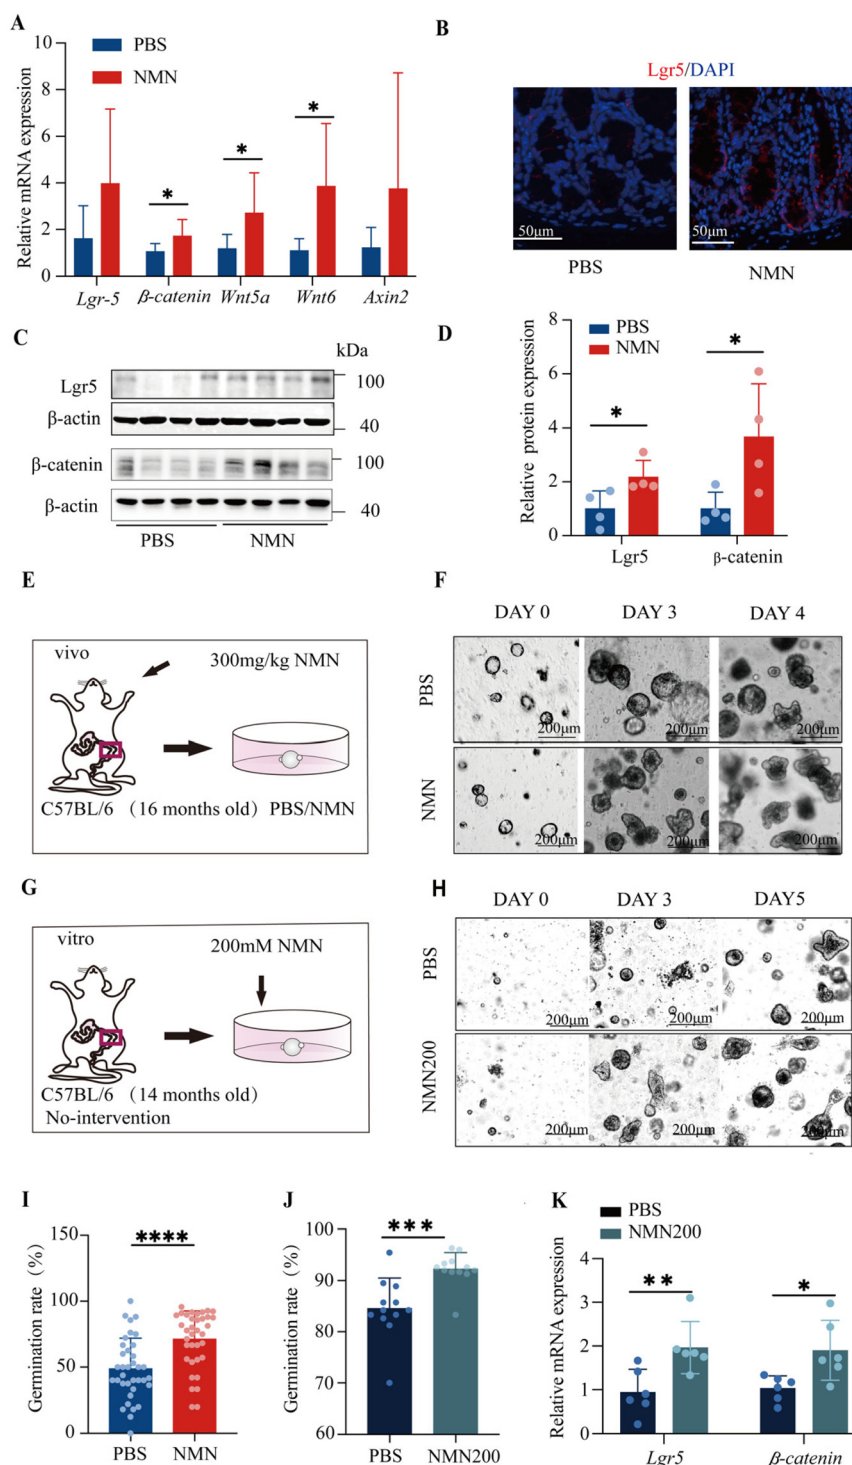 A
PBS
NMN
Relative mRNA expression
10
8
6
4
2
0
*
*
*
Lgr-5 β-catenin Wnt5a Wnt6 Axin2
B
Lgr5/DAPI
50μm 50μm
PBS NMN
C
kDa
Lgr5 100
β-actin 40
β-catenin 100
β-actin 40
PBS NMN
D
PBS
NMN
Relative protein expression
8
6
4
2
0
*
*
Lgr5 β-catenin
E
vivo
300mg/kg NMN
C57BL/6 (16 months old) PBS/NMN
F
DAY 0 DAY 3 DAY 4
PBS
200μm 200μm 200μm
NMN
200μm 200μm 200μm
G
vitro
200mM NMN
C57BL/6 (14 months old)
No-intervention
H
DAY 0 DAY 3 DAY5
PBS
200μm 200μm 200μm
NMN200
200μm 200μm 200μm
I
Germination rate (%)
150
100
50
0
****
PBS NMN
J
Germination rate (%)
100
90
80
70
60
***
PBS NMN200
K
PBS
NMN200
Relative mRNA expression
4
3
2
1
0
**
*
Lgr5 β-catenin